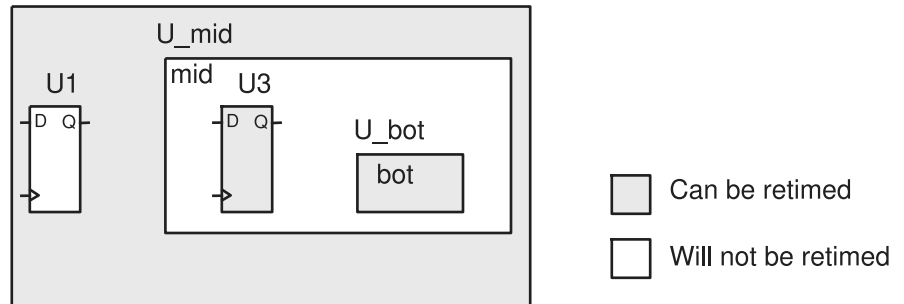 U_mid
U1
mid
U3
D Q
D Q
U_bot
bot
Can be retimed
Will not be retimed